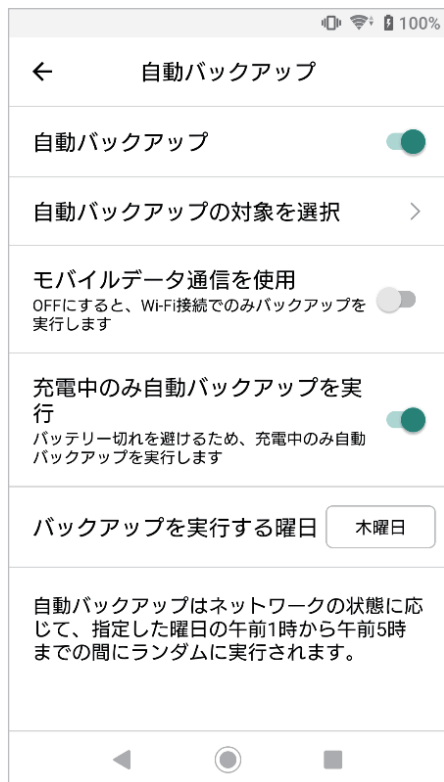 100%
自動バックアップ
自動バックアップ
自動バックアップの対象を選択
モバイルデータ通信を使用
OFFにすると、Wi-Fi接続でのみバックアップを
実行します
充電中のみ自動バックアップを実
行
バッテリー切れを避けるため、充電中のみ自動
バックアップを実行します
バックアップを実行する曜日 木曜日
自動バックアップはネットワークの状態に応
じて、指定した曜日の午前1時から午前5時
までの間にランダムに実行されます。